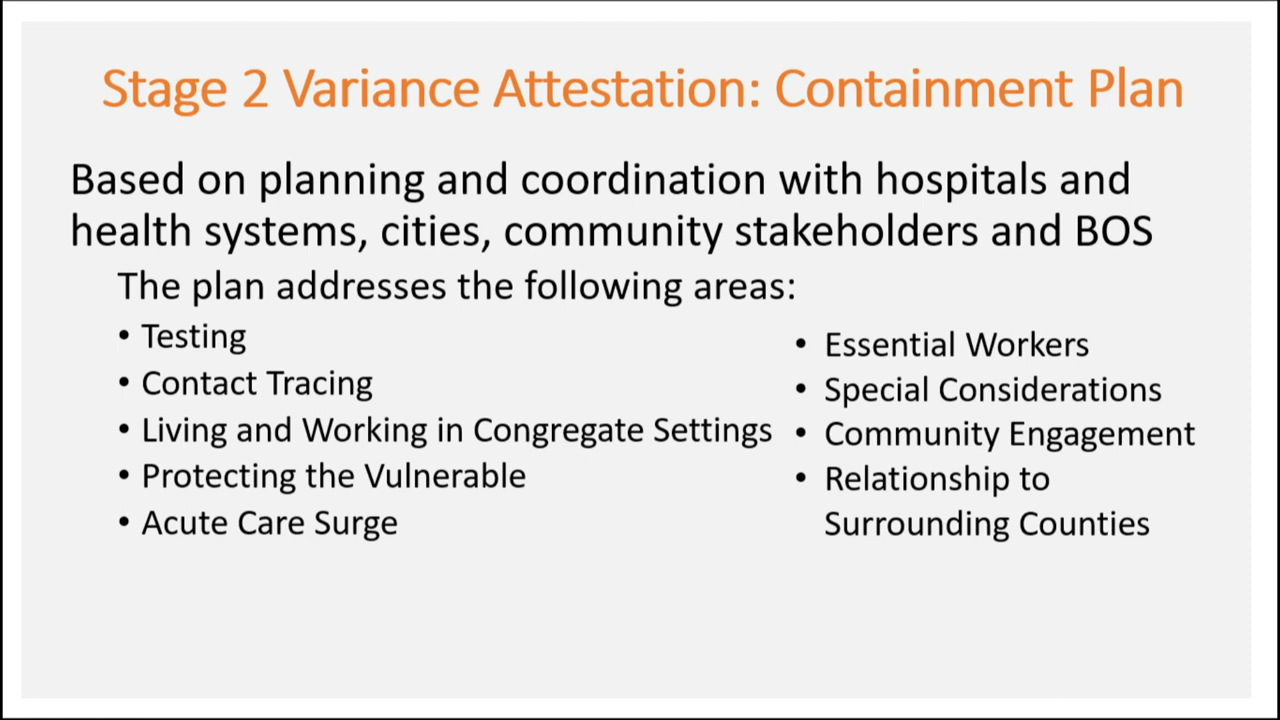 Stage 2 Variance Attestation: Containment Plan
Based on planning and coordination with hospitals and
health systems, cities, community stakeholders and BOS
The plan addresses the following areas:
• Testing
• Contact Tracing
• Living and Working in Congregate Settings
• Protecting the Vulnerable
• Acute Care Surge
• Essential Workers
• Special Considerations
• Community Engagement
• Relationship to
Surrounding Counties